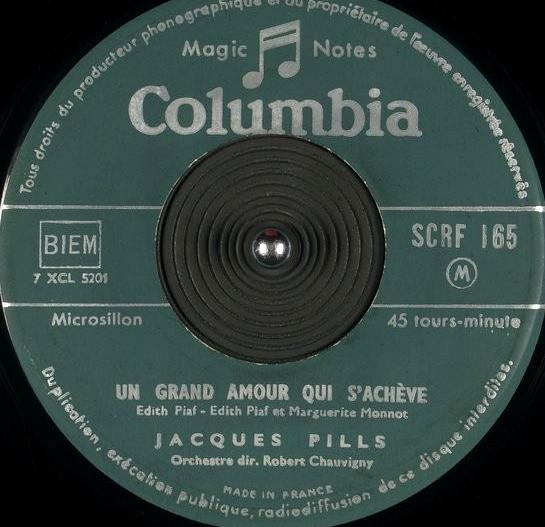 Tous droits du producteur phonographique et du propriétaire de l'œuvre enregistrée réservés
Magic Notes
Columbia
BIEM
7 XCL 5201
SCRF 165
M
Microsillon
45 tours-minute
UN GRAND AMOUR QUI S'ACHÈVE
Edith Piaf - Edith Piaf et Marguerite Monnot
JACQUES PILLS
Orchestre dir. Robert Chauvigny
MADE IN FRANCE
Duplication, exécution publique, radiodiffusion de ce disque interdites.